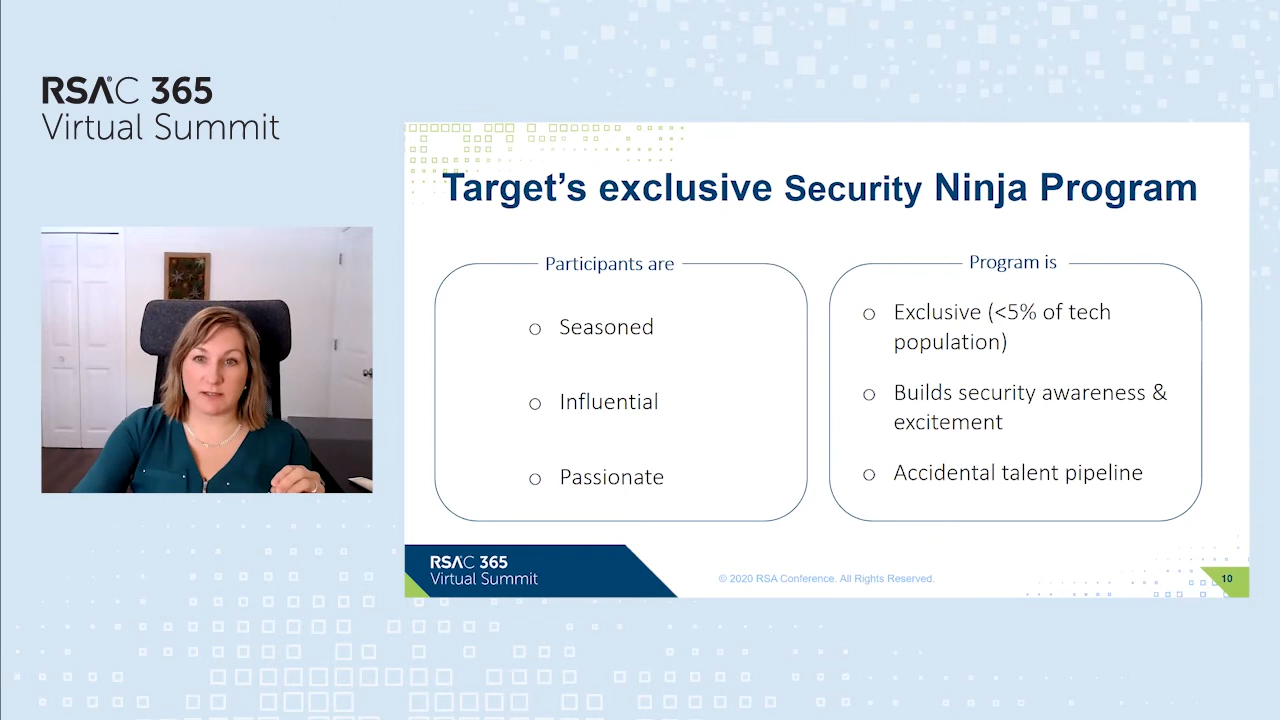 RSAC 365
Virtual Summit
Target's exclusive Security Ninja Program
Participants are
o Seasoned
o Influential
o Passionate
Program is
o Exclusive (<5% of tech
population)
o Builds security awareness &
excitement
o Accidental talent pipeline
RSAC 365
Virtual Summit
© 2020 RSA Conference. All Rights Reserved.
10